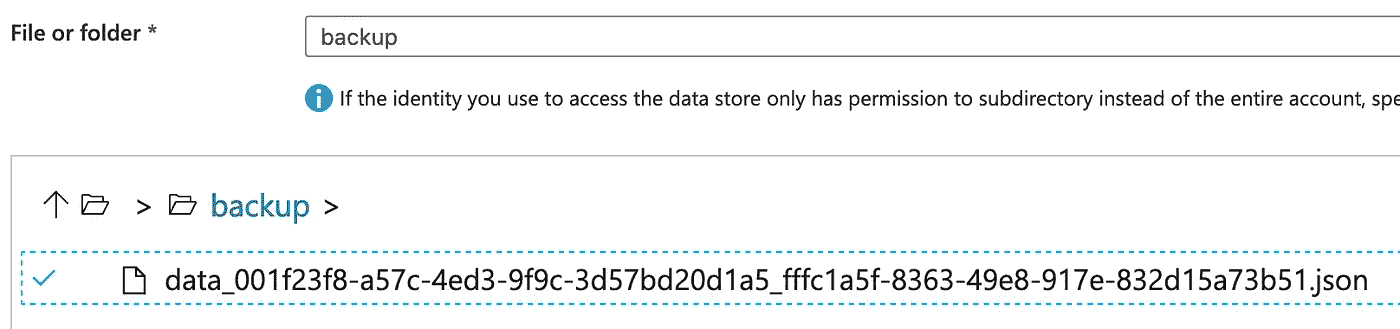 File or folder *
backup
If the identity you use to access the data store only has permission to subdirectory instead of the entire account, spe
> backup >
data_001f23f8-a57c-4ed3-9f9c-3d57bd20d1a5_fffc1a5f-8363-49e8-917e-832d15a73b51.json